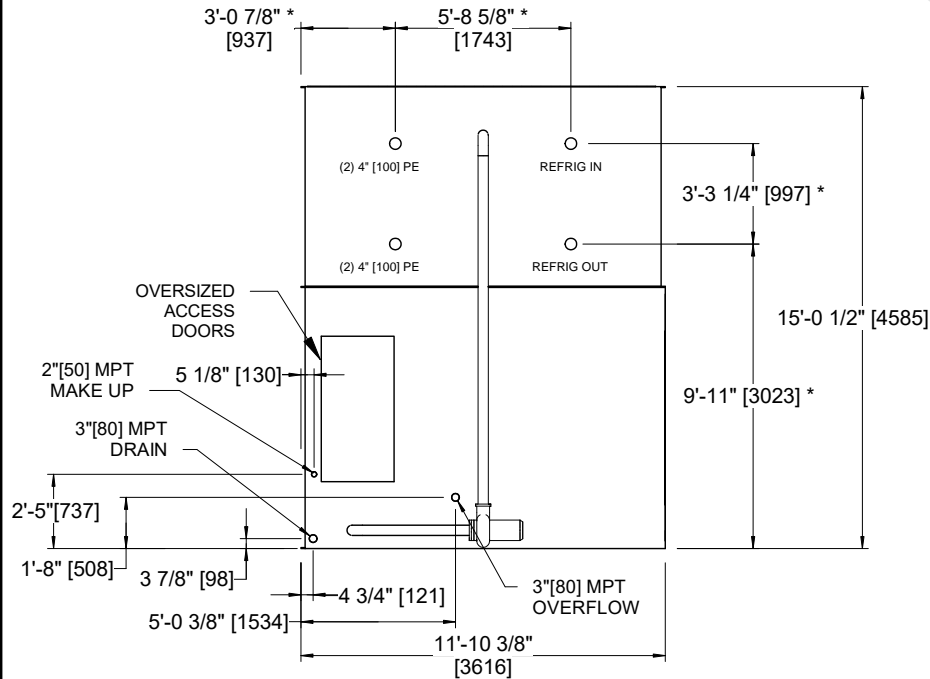 3'-0 7/8" *
[937]
5'-8 5/8" *
[1743]
(2) 4" [100] PE
REFRIG IN
3'-3 1/4" [997] *
(2) 4" [100] PE
REFRIG OUT
OVERSIZED
ACCESS
DOORS
15'-0 1/2" [4585]
2"[50] MPT
MAKE UP
5 1/8" [130]
9'-11" [3023] *
3"[80] MPT
DRAIN
2'-5"[737]
1'-8" [508]
3 7/8" [98]
4 3/4" [121]
3"[80] MPT
OVERFLOW
5'-0 3/8" [1534]
11'-10 3/8"
[3616]